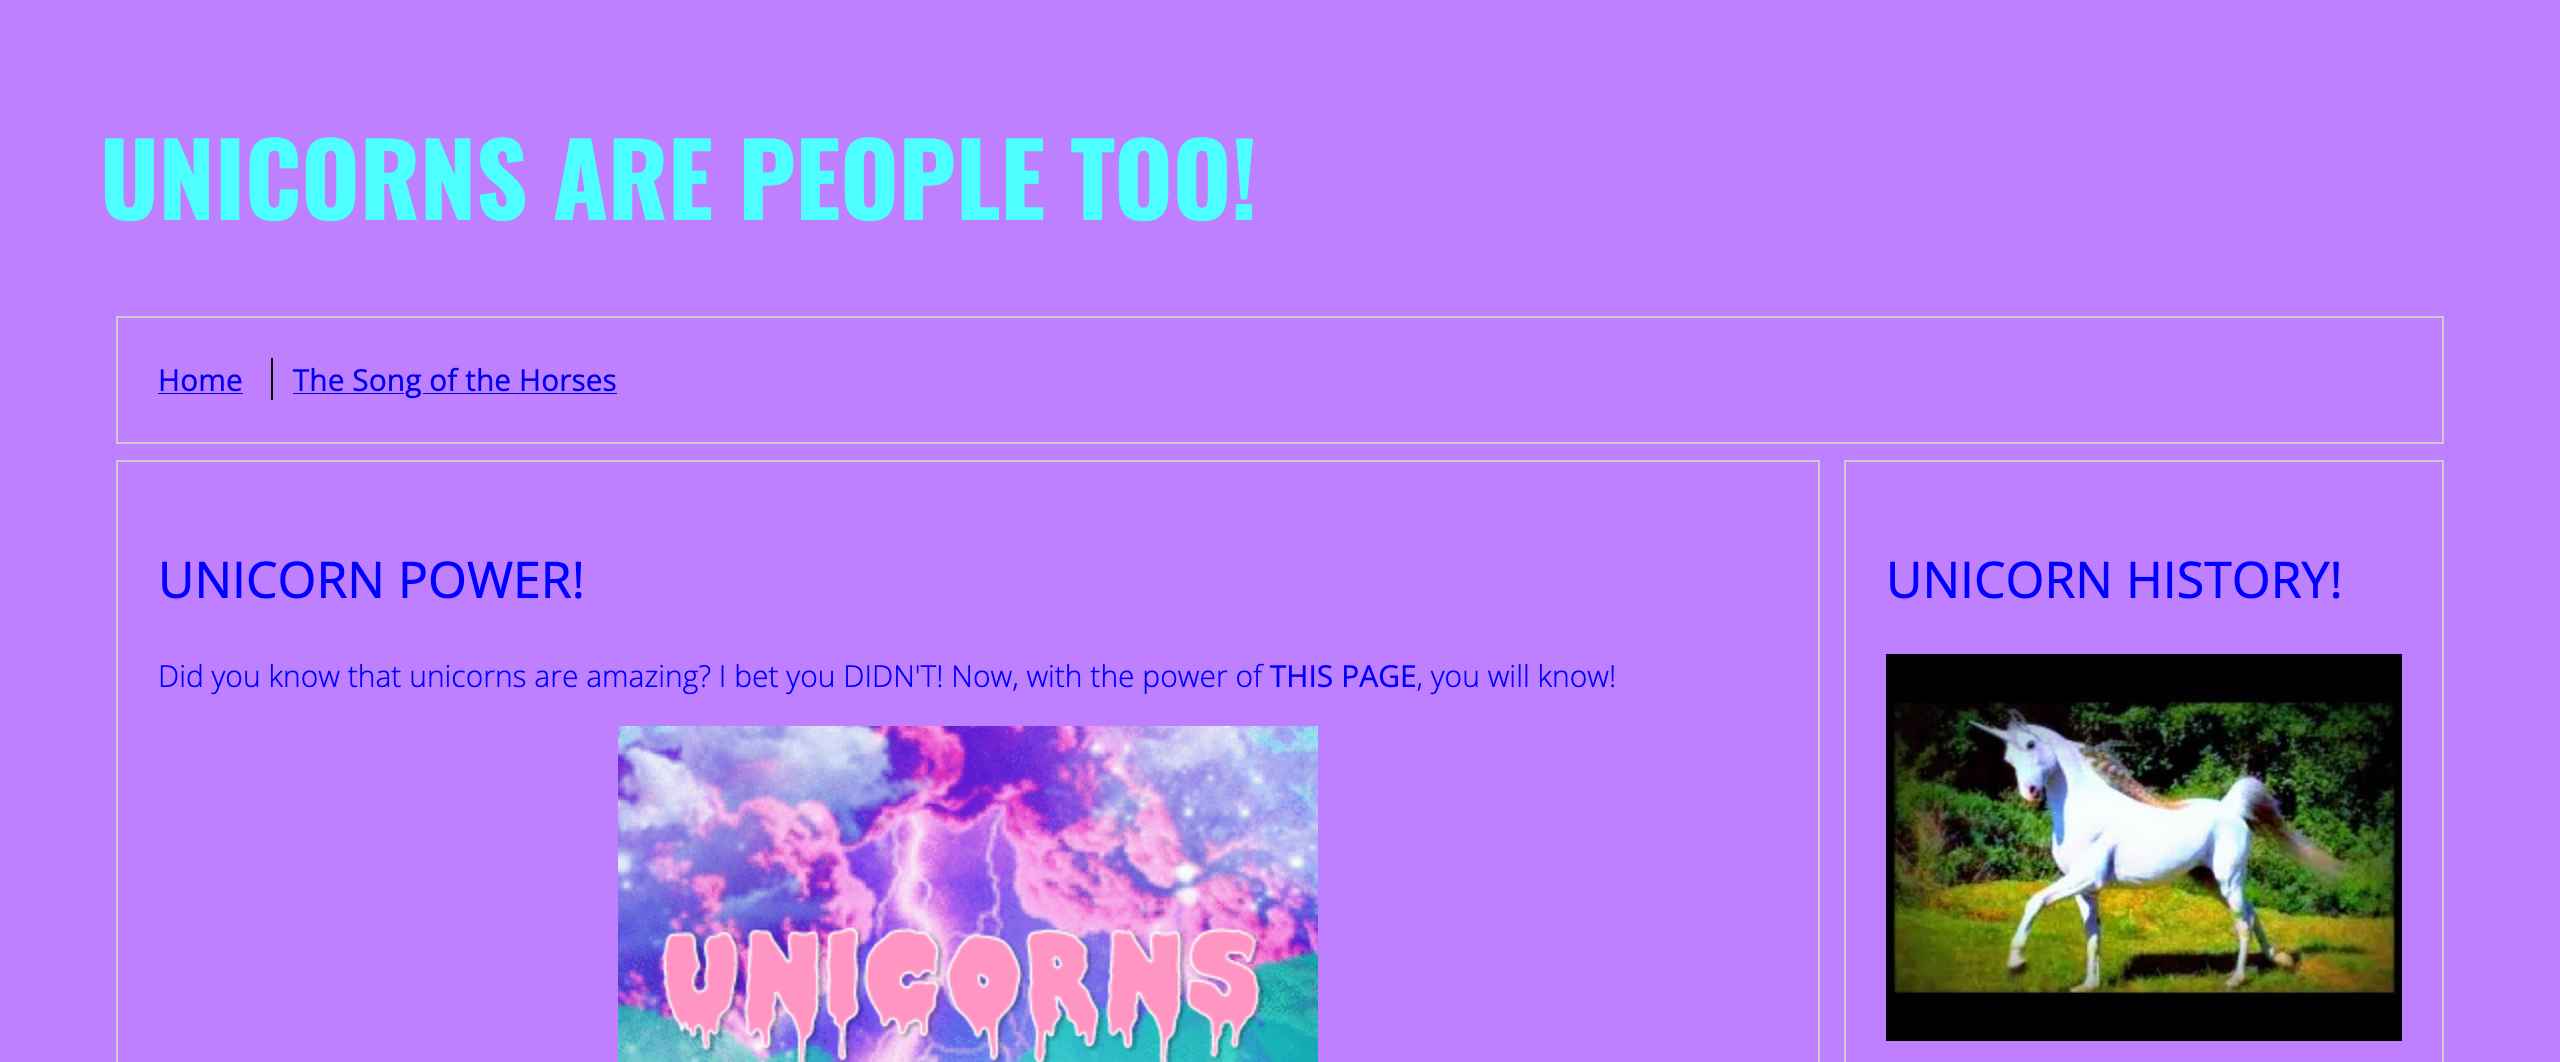 UNICORNS ARE PEOPLE TOO!
Home
The Song of the Horses
UNICORN POWER!
Did you know that unicorns are amazing? I bet you DIDN'T! Now, with the power of THIS PAGE, you will know!
UNICORNS
UNICORN HISTORY!